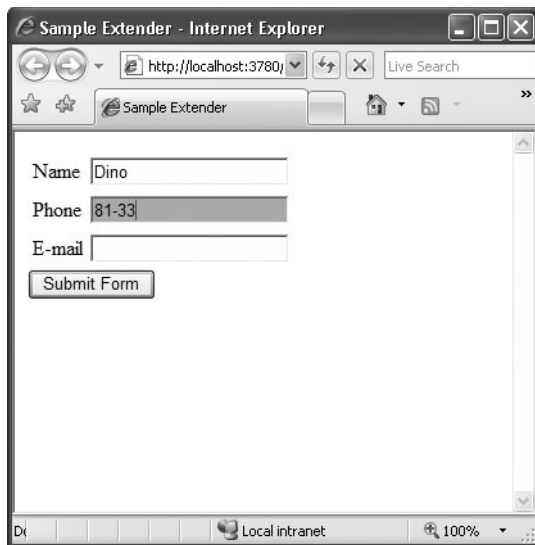 Sample Extender - Internet Explorer
http://localhost:3780/
Live Search
Sample Extender
»
Name Dino
Phone 81-33
E-mail
Submit Form
Local intranet
100%